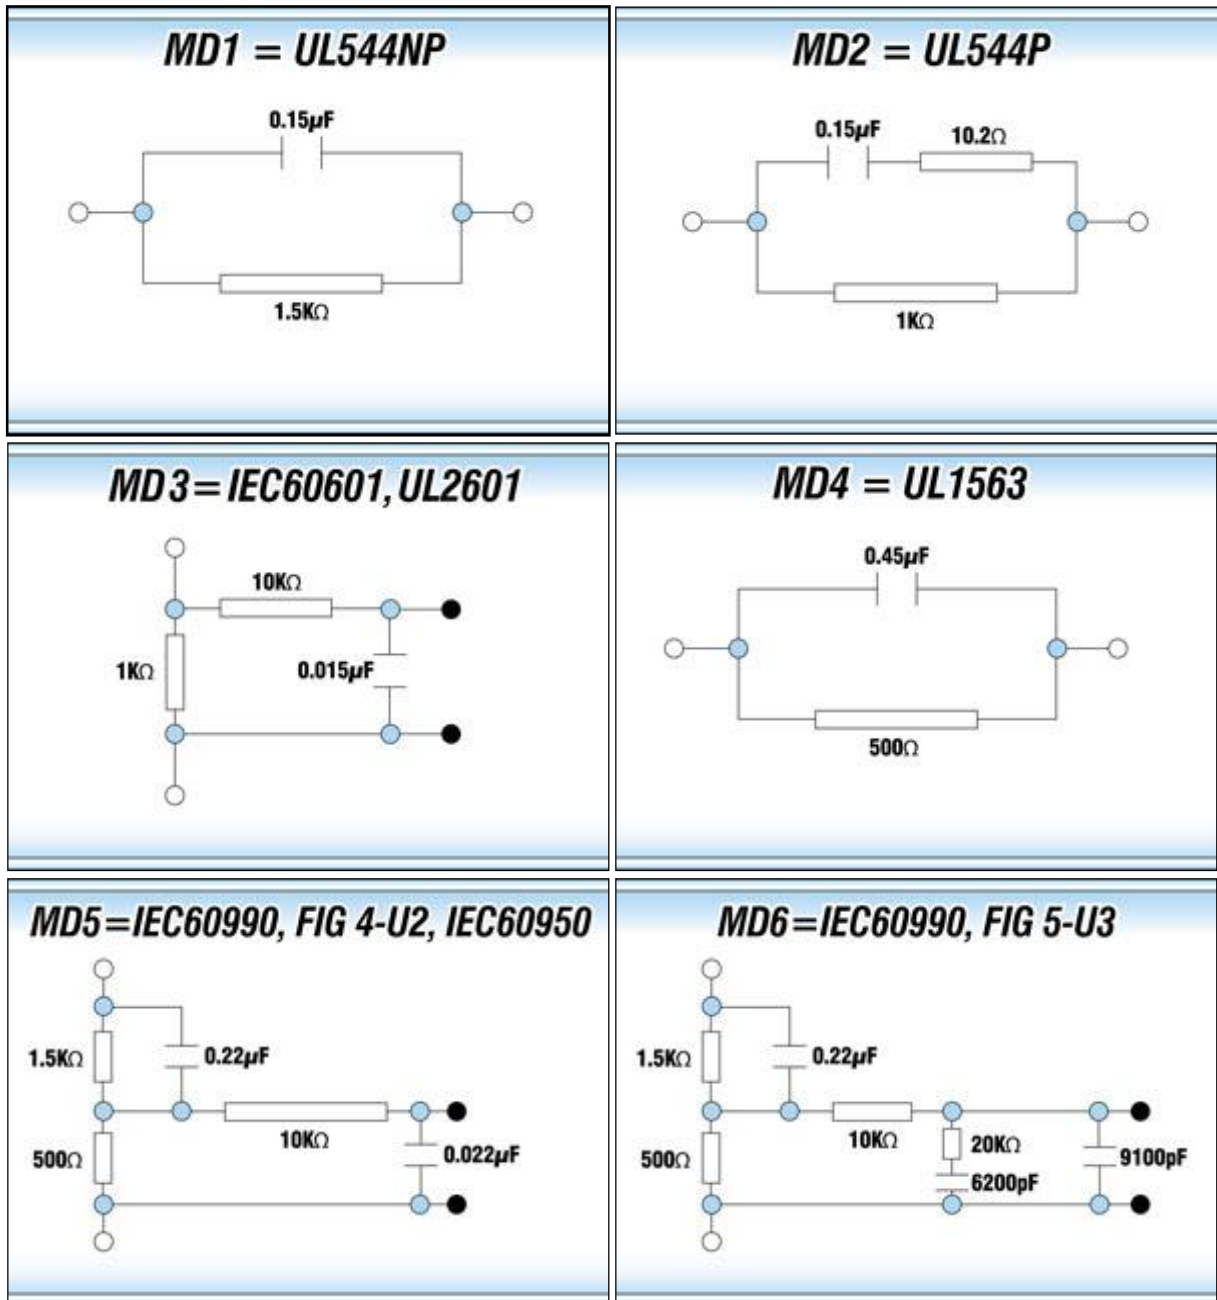 MD1 = UL544NP
0.15µF
1.5KΩ
MD2 = UL544P
0.15µF
10.2Ω
1KΩ
MD3=IEC60601, UL2601
10KΩ
1KΩ
0.015µF
MD4 = UL1563
0.45µF
500Ω
MD5=IEC60990, FIG 4-U2, IEC60950
1.5KΩ
0.22µF
10KΩ
500Ω
0.022µF
MD6=IEC60990, FIG 5-U3
1.5KΩ
0.22µF
10KΩ
20KΩ
500Ω
9100pF
6200pF